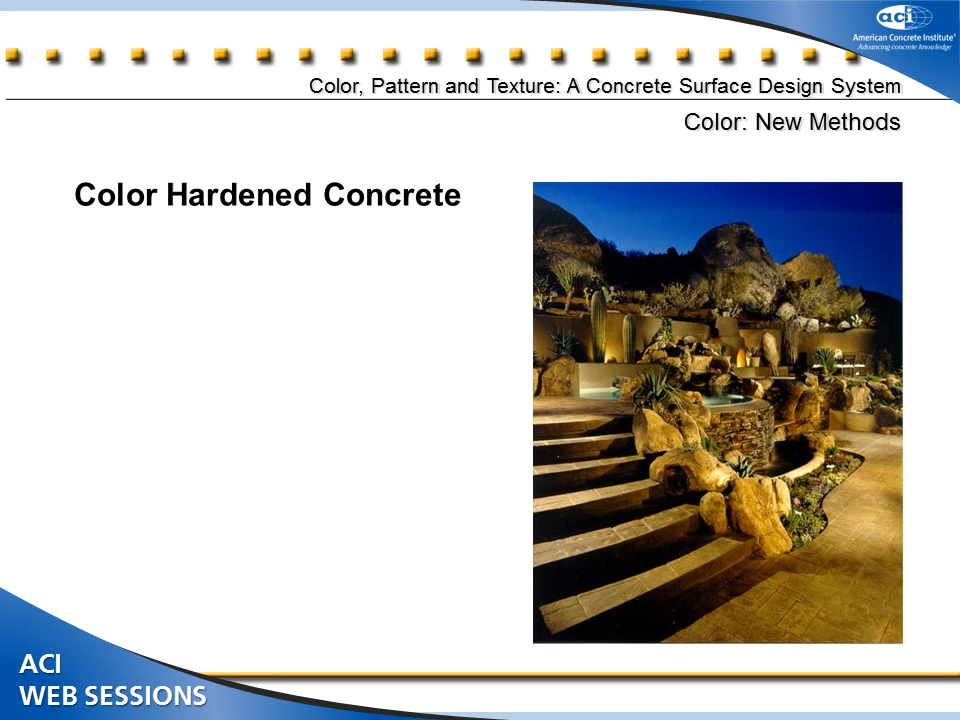 aci
American Concrete Institute®
Advancing concrete knowledge
Color, Pattern and Texture: A Concrete Surface Design System
Color: New Methods
Color Hardened Concrete
ACI
WEB SESSIONS